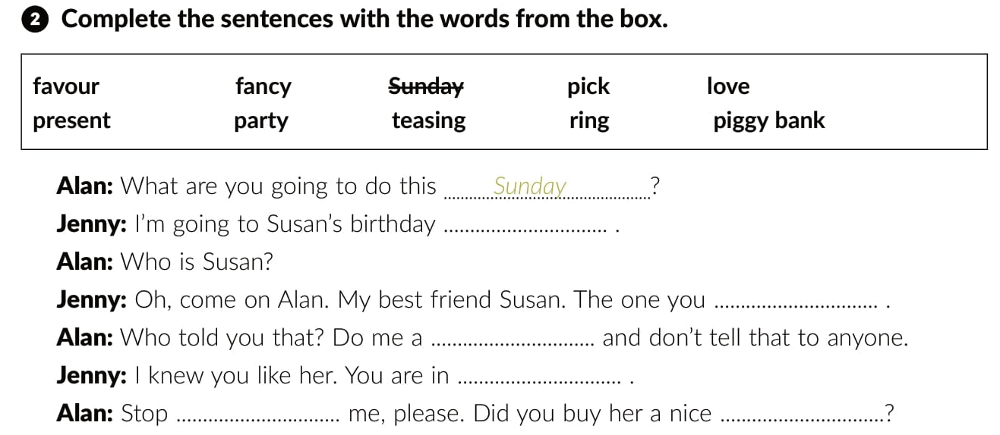 2 Complete the sentences with the words from the box.
favour fancy Sunday pick love
present party teasing ring piggy bank
Alan: What are you going to do this ..........Sunday..................?
Jenny: I'm going to Susan's birthday ............................... .
Alan: Who is Susan?
Jenny: Oh, come on Alan. My best friend Susan. The one you ............................... .
Alan: Who told you that? Do me a ............................... and don't tell that to anyone.
Jenny: I knew you like her. You are in ............................... .
Alan: Stop ............................... me, please. Did you buy her a nice ...............................?